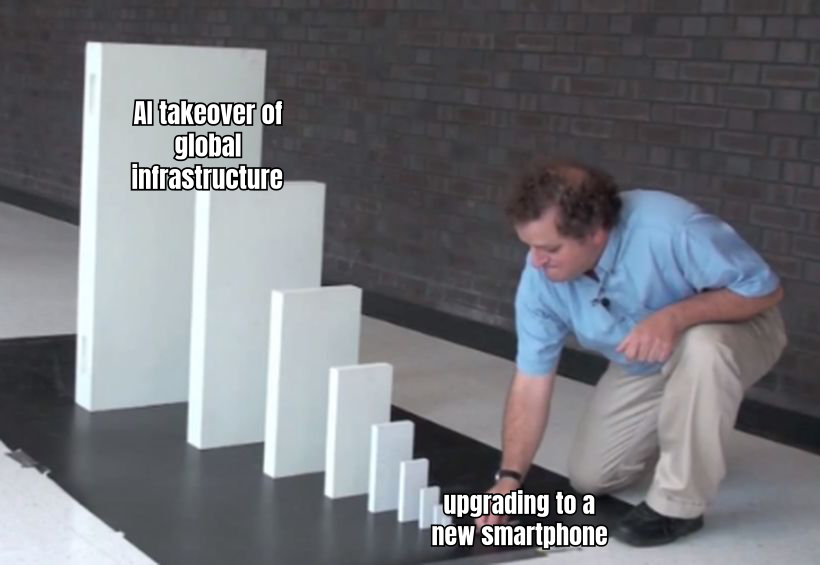 AI takeover of
global
infrastructure
upgrading to a
new smartphone